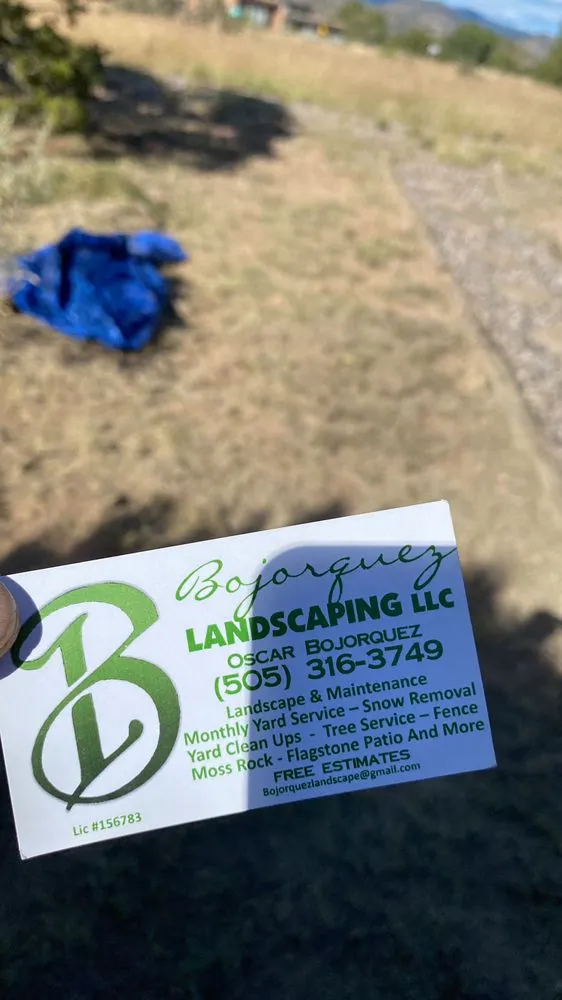 Bojorquez
LANDSCAPING LLC
OSCAR BOJORQUEZ
(505) 316-3749
Landscape & Maintenance
Monthly Yard Service – Snow Removal
Yard Clean Ups - Tree Service – Fence
Moss Rock - Flagstone Patio And More
FREE ESTIMATES
Bojorquezlandscape@gmail.com
BL
Lic #156783